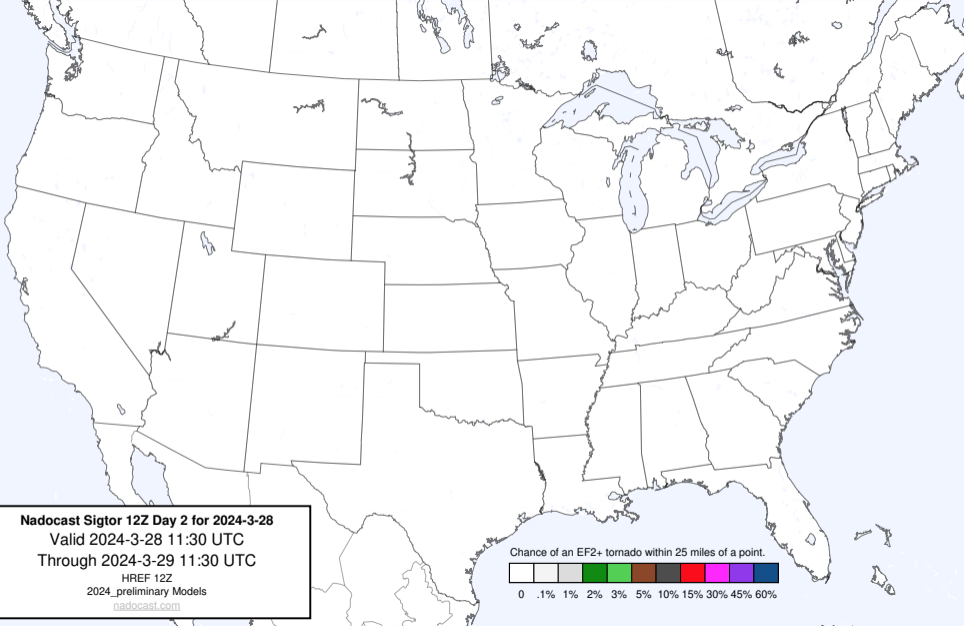 Nadocast Sigtor 12Z Day 2 for 2024-3-28
Valid 2024-3-28 11:30 UTC
Through 2024-3-29 11:30 UTC
HREF 12Z
2024_preliminary Models
nadocast.com
Chance of an EF2+ tornado within 25 miles of a point.
0 .1% 1% 2% 3% 5% 10% 15% 30% 45% 60%